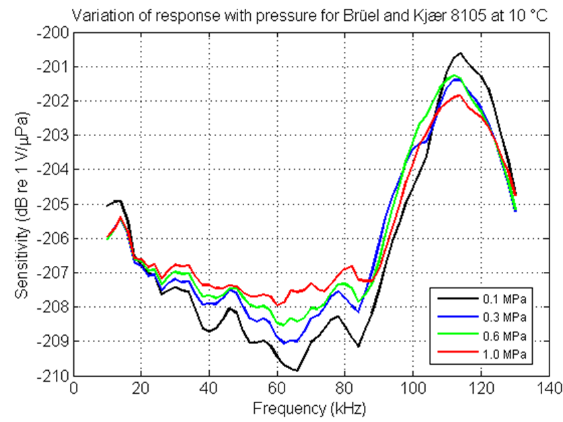 Variation of response with pressure for Brüel and Kjær 8105 at 10 °C
Sensitivity (dB re 1 V/μPa)
-200
-201
-202
-203
-204
-205
-206
-207
-208
-209
-210
0.1 MPa
0.3 MPa
0.6 MPa
1.0 MPa
0 20 40 60 80 100 120 140
Frequency (kHz)